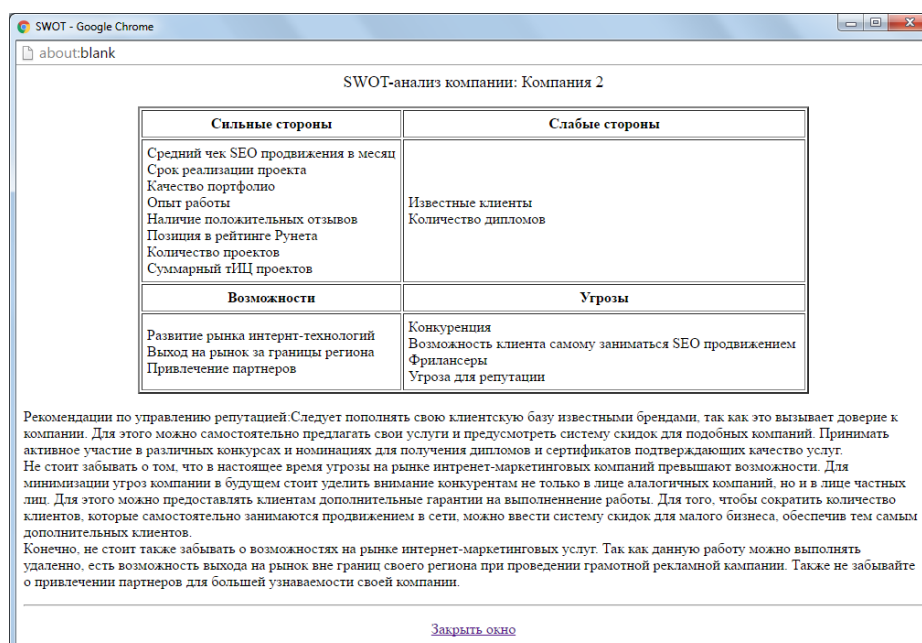 SWOT - Google Chrome
about:blank
SWOT-анализ компании: Компания 2
Сильные стороны
Слабые стороны
Средний чек SEO продвижения в месяц
Срок реализации проекта
Качество портфолио
Опыт работы
Наличие положительных отзывов
Позиция в рейтинге Рунета
Количество проектов
Суммарный тИЦ проектов
Известные клиенты
Количество дипломов
Возможности
Угрозы
Развитие рынка интернт-технологий
Выход на рынок за границы региона
Привлечение партнеров
Конкуренция
Возможность клиента самому заниматься SEO продвижением
Фрилансеры
Угроза для репутации
Рекомендации по управлению репутацией:Следует пополнять свою клиентскую базу известными брендами, так как это вызывает доверие к
компании. Для этого можно самостоятельно предлагать свои услуги и предусмотреть систему скидок для подобных компаний. Принимать
активное участие в различных конкурсах и номинациях для получения дипломов и сертификатов подтверждающих качество услуг.
Не стоит забывать о том, что в настоящее время угрозы на рынке интренет-маркетинговых компаний превышают возможности. Для
минимизации угроз компании в будущем стоит уделить внимание конкурентам не только в лице алалогичных компаний, но и в лице частных
лиц. Для этого можно предоставлять клиентам дополнительные гарантии на выполненнение работы. Для того, чтобы сократить количество
клиентов, которые самостоятельно занимаются продвижением в сети, можно ввести систему скидок для малого бизнеса, обеспечив тем самым
дополнительных клиентов.
Конечно, не стоит также забывать о возможностях на рынке интернет-маркетинговых услуг. Так как данную работу можно выполнять
удаленно, есть возможность выхода на рынок вне границ своего региона при проведении грамотной рекламной кампании. Также не забывайте
о привлечении партнеров для большей узнаваемости своей компании.
Закрыть окно